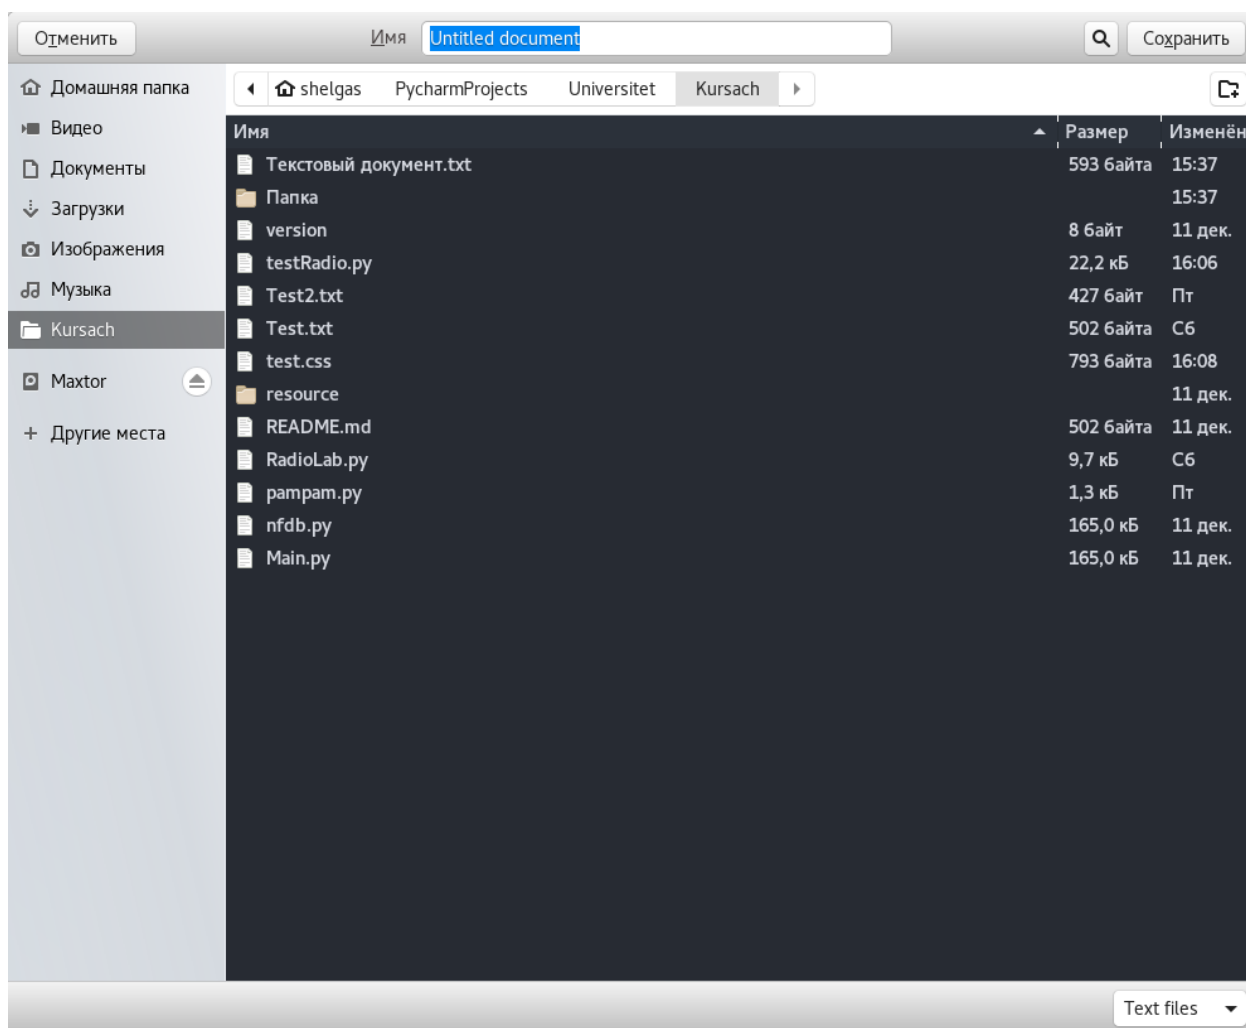 Отменить Имя Untitled document Сохранить
Домашняя папка
Видео
Документы
Загрузки
Изображения
Музыка
Kursach
Maxtor
Другие места
shelgas PycharmProjects Universitet Kursach
Имя Размер Изменён
Текстовый документ.txt 593 байта 15:37
Папка 15:37
version 8 байт 11 дек.
testRadio.py 22,2 кБ 16:06
Test2.txt 427 байт Пт
Test.txt 502 байта Сб
test.css 793 байта 16:08
resource 11 дек.
README.md 502 байта 11 дек.
RadioLab.py 9,7 кБ Сб
pampam.py 1,3 кБ Пт
nfdb.py 165,0 кБ 11 дек.
Main.py 165,0 кБ 11 дек.
Text files